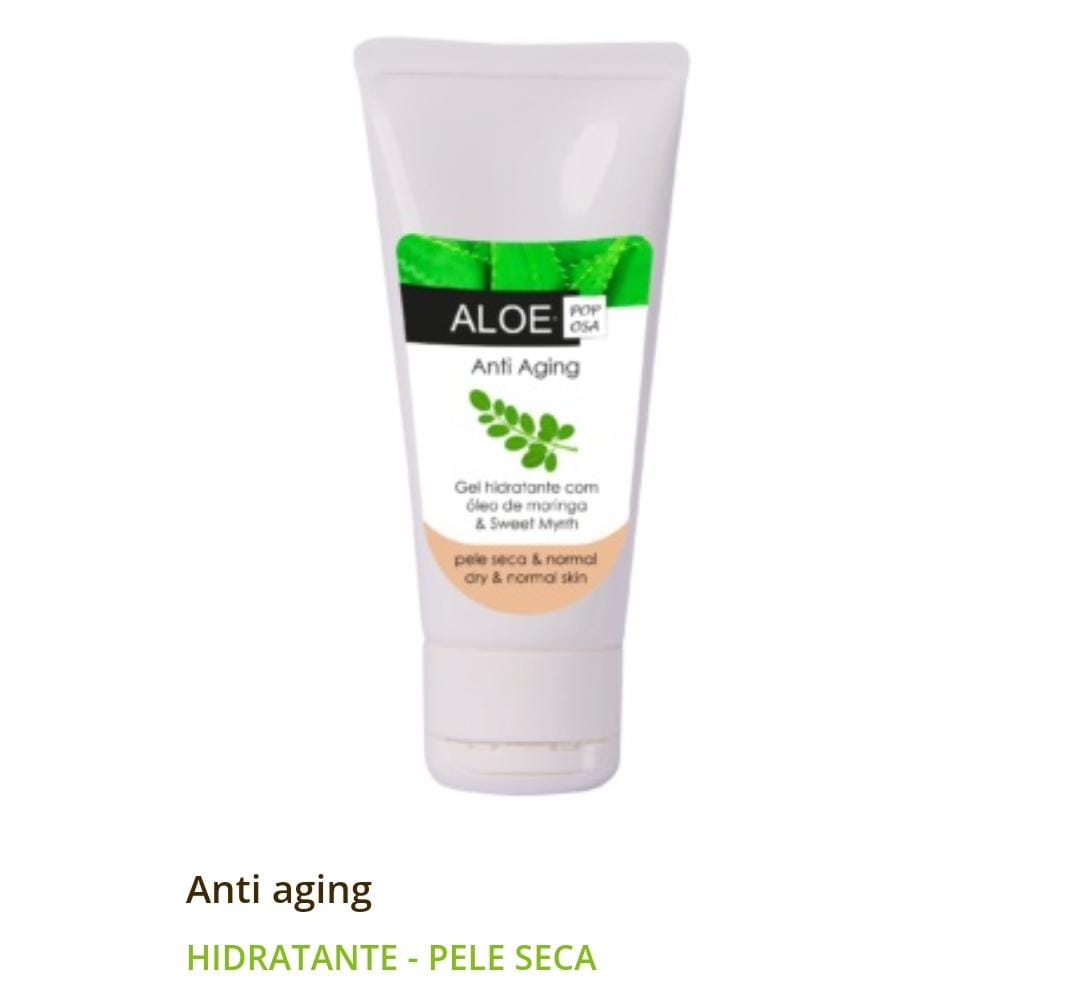 ALOE
POP
OSA
Anti Aging
Gel hidratante com
óleo de moringa
& Sweet Myrrh
pele seca & normal
dry & normal skin
Anti aging
HIDRATANTE - PELE SECA